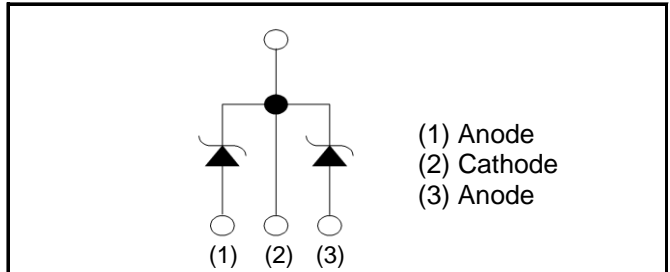 (1) Anode
(2) Cathode
(3) Anode
(1) (2) (3)